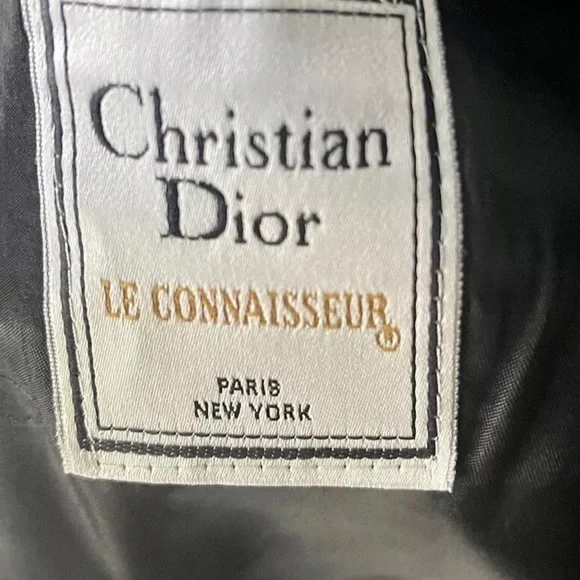 Christian
Dior
LE CONNAISSEUR®
PARIS
NEW YORK